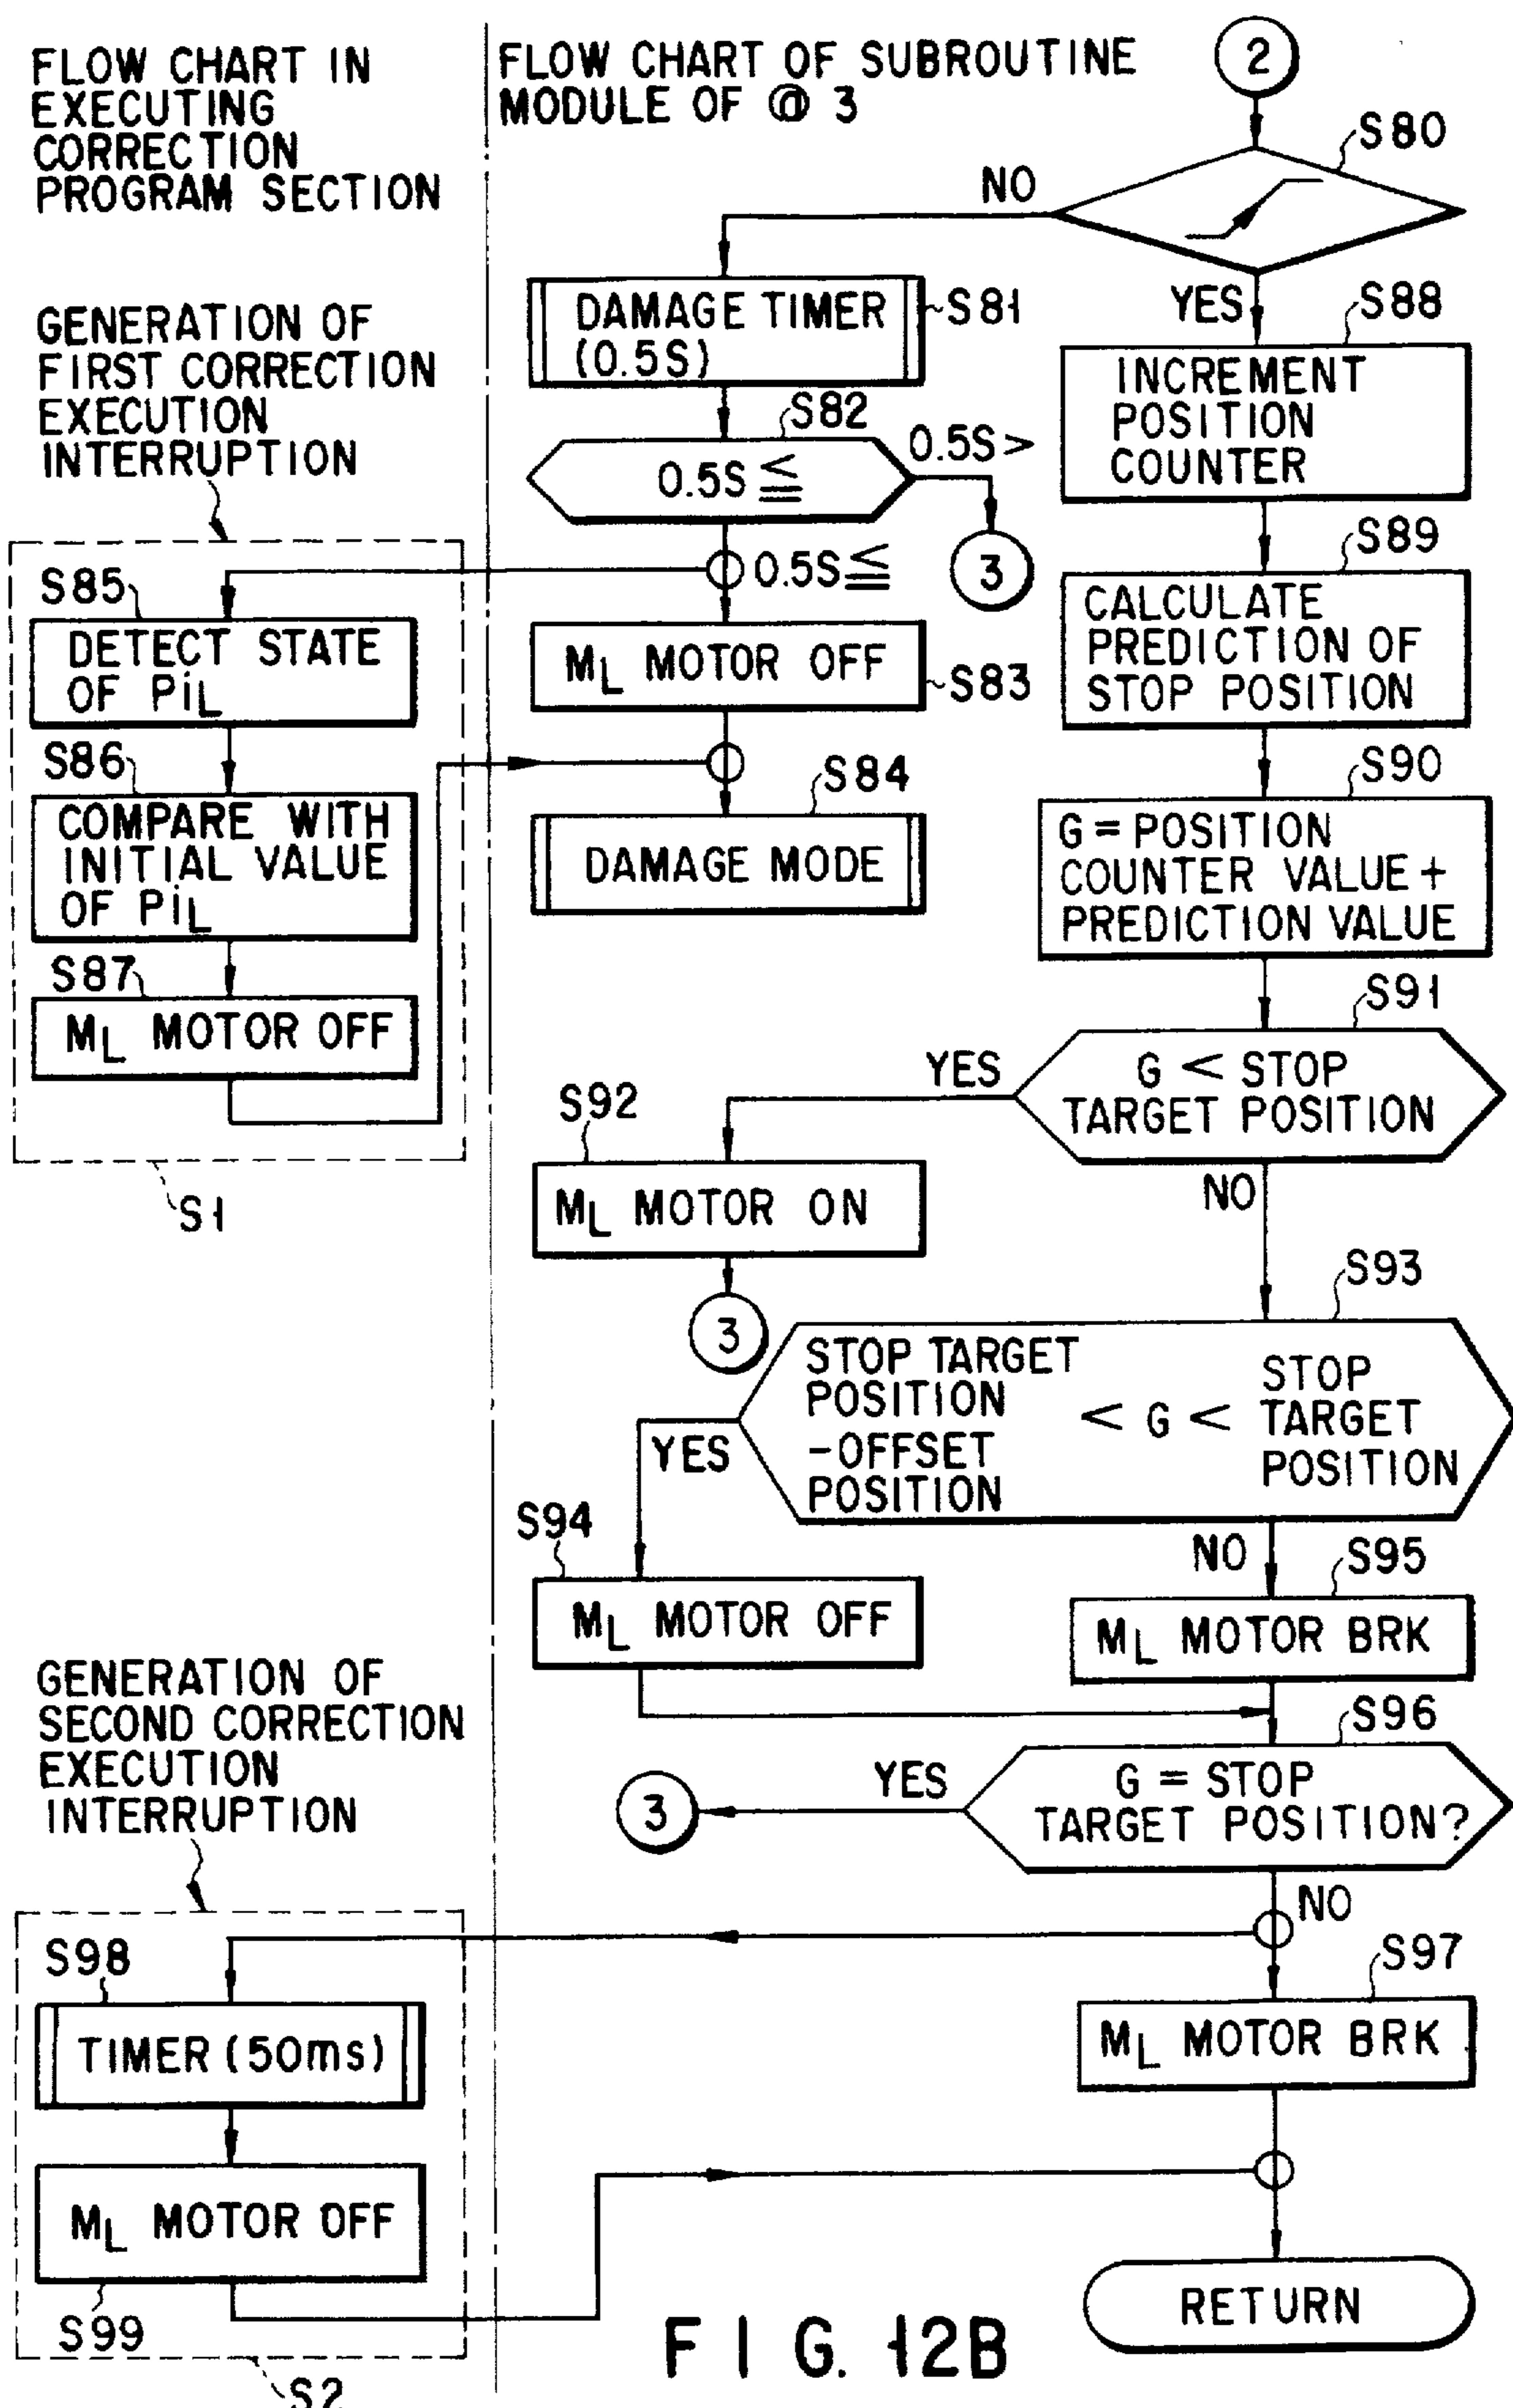 FLOW CHART IN
EXECUTING
CORRECTION
PROGRAM SECTION
FLOW CHART OF SUBROUTINE
MODULE OF @ 3
2
S80
NO
YES
DAMAGE TIMER
(0.5S)
S81
S82
0.5S ≦
0.5S >
3
0.5S ≦
ML MOTOR OFF
S83
S84
DAMAGE MODE
GENERATION OF
FIRST CORRECTION
EXECUTION
INTERRUPTION
S85
DETECT STATE
OF PiL
S86
COMPARE WITH
INITIAL VALUE
OF PiL
S87
ML MOTOR OFF
S1
S88
INCREMENT
POSITION
COUNTER
S89
CALCULATE
PREDICTION OF
STOP POSITION
S90
G = POSITION
COUNTER VALUE +
PREDICTION VALUE
S91
G < STOP
TARGET POSITION
YES
NO
S92
ML MOTOR ON
3
S93
STOP TARGET
POSITION
-OFFSET
POSITION
< G <
STOP
TARGET
POSITION
YES
NO
S94
ML MOTOR OFF
S95
ML MOTOR BRK
S96
G = STOP
TARGET POSITION?
YES
3
NO
S97
ML MOTOR BRK
GENERATION OF
SECOND CORRECTION
EXECUTION
INTERRUPTION
S98
TIMER (50ms)
ML MOTOR OFF
S99
S2
RETURN
FIG. 12B